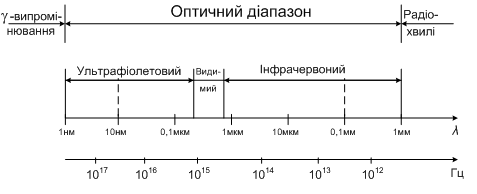 γ-випромі-
нювання
Оптичний діапазон
Радіо-
хвилі
Ультрафіолетовий
Види-
мий
Інфрачервоний
1нм 10нм 0,1мкм 1мкм 10мкм 0,1мм 1мм λ
10¹⁷ 10¹⁶ 10¹⁵ 10¹⁴ 10¹³ 10¹² Гц